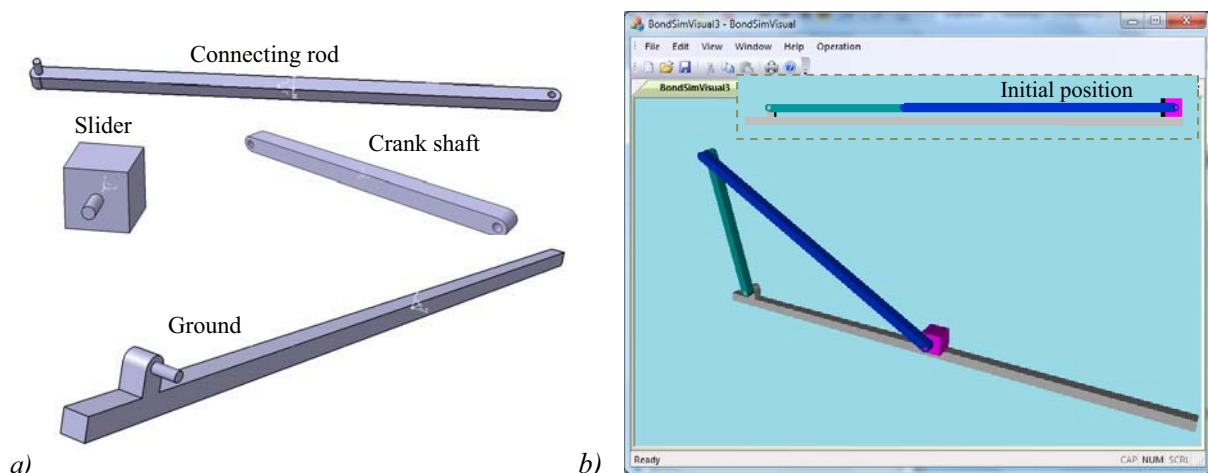 Connecting rod
Slider
Crank shaft
Ground
a)
b)
BondSimVisual3 - BondSimVisual
File Edit View Window Help Operation
BondSimVisual3
Initial position
Ready
CAP NUM SCRL